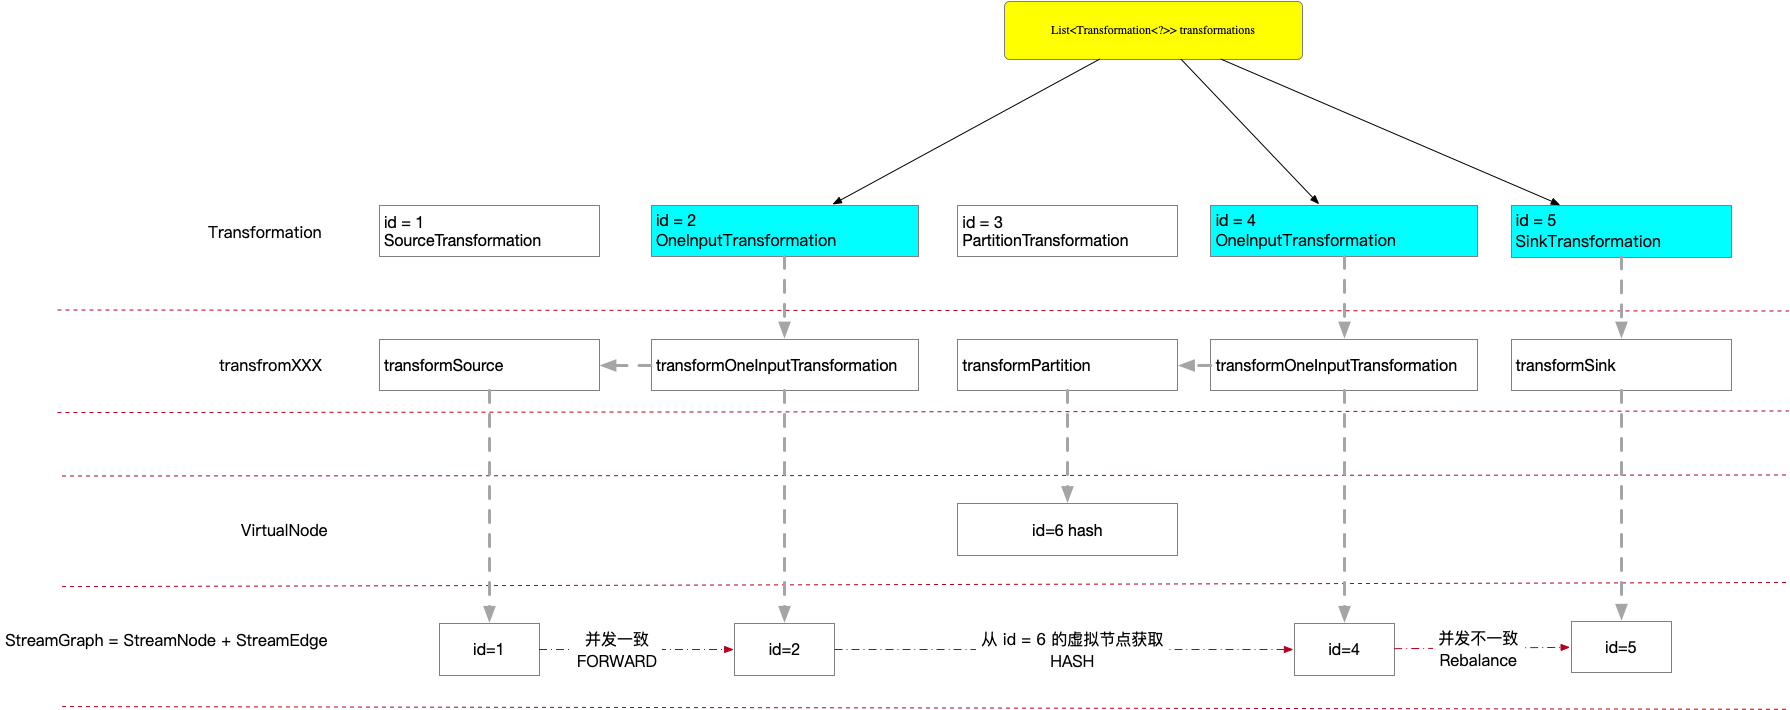 List<Transformation<?>> transformations
Transformation
id = 1
SourceTransformation
id = 2
OneInputTransformation
id = 3
PartitionTransformation
id = 4
OneInputTransformation
id = 5
SinkTransformation
transfromXXX
transformSource
transformOneInputTransformation
transformPartition
transformOneInputTransformation
transformSink
VirtualNode
id=6 hash
StreamGraph = StreamNode + StreamEdge
id=1
并发一致
FORWARD
id=2
从 id = 6 的虚拟节点获取
HASH
id=4
并发不一致
Rebalance
id=5